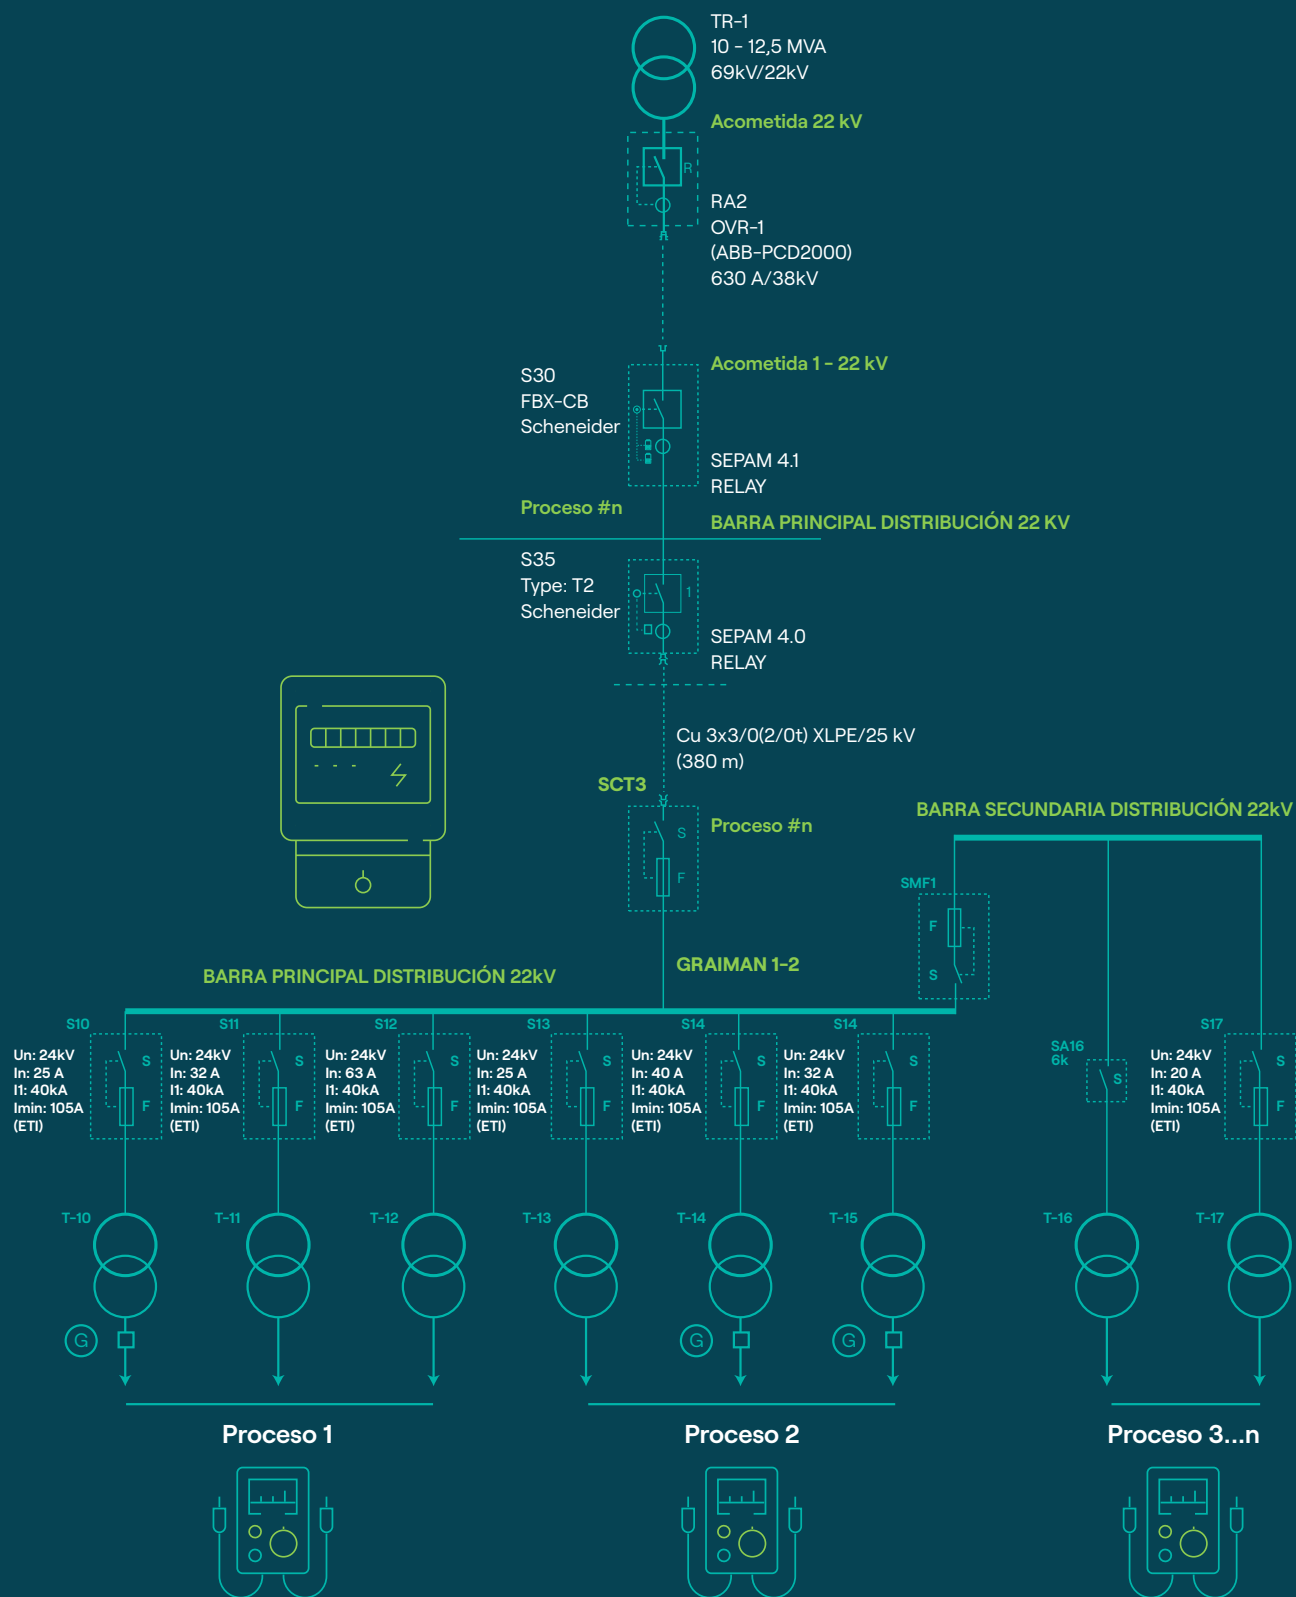 TR-1
10 - 12,5 MVA
69kV/22kV
Acometida 22 kV
R
RA2
OVR-1
(ABB-PCD2000)
630 A/38kV
Acometida 1 - 22 kV
S30
FBX-CB
Scheneider
SEPAM 4.1
RELAY
Proceso #n
BARRA PRINCIPAL DISTRIBUCIÓN 22 KV
S35
Type: T2
Scheneider
1
SEPAM 4.0
RELAY
Cu 3x3/0(2/0t) XLPE/25 kV
(380 m)
SCT3
Proceso #n
S
F
BARRA SECUNDARIA DISTRIBUCIÓN 22kV
SMF1
F
S
GRAIMAN 1-2
BARRA PRINCIPAL DISTRIBUCIÓN 22kV
S10
Un: 24kV
In: 25 A
I1: 40kA
Imin: 105A
(ETI)
S
F
S11
Un: 24kV
In: 32 A
I1: 40kA
Imin: 105A
(ETI)
S
F
S12
Un: 24kV
In: 63 A
I1: 40kA
Imin: 105A
(ETI)
S
F
S13
Un: 24kV
In: 25 A
I1: 40kA
Imin: 105A
(ETI)
S
F
S14
Un: 24kV
In: 40 A
I1: 40kA
Imin: 105A
(ETI)
S
F
S14
Un: 24kV
In: 32 A
I1: 40kA
Imin: 105A
(ETI)
S
F
SA16
6k
S
S17
Un: 24kV
In: 20 A
I1: 40kA
Imin: 105A
(ETI)
S
F
T-10
T-11
T-12
T-13
T-14
T-15
T-16
T-17
G
G
G
Proceso 1
Proceso 2
Proceso 3...n